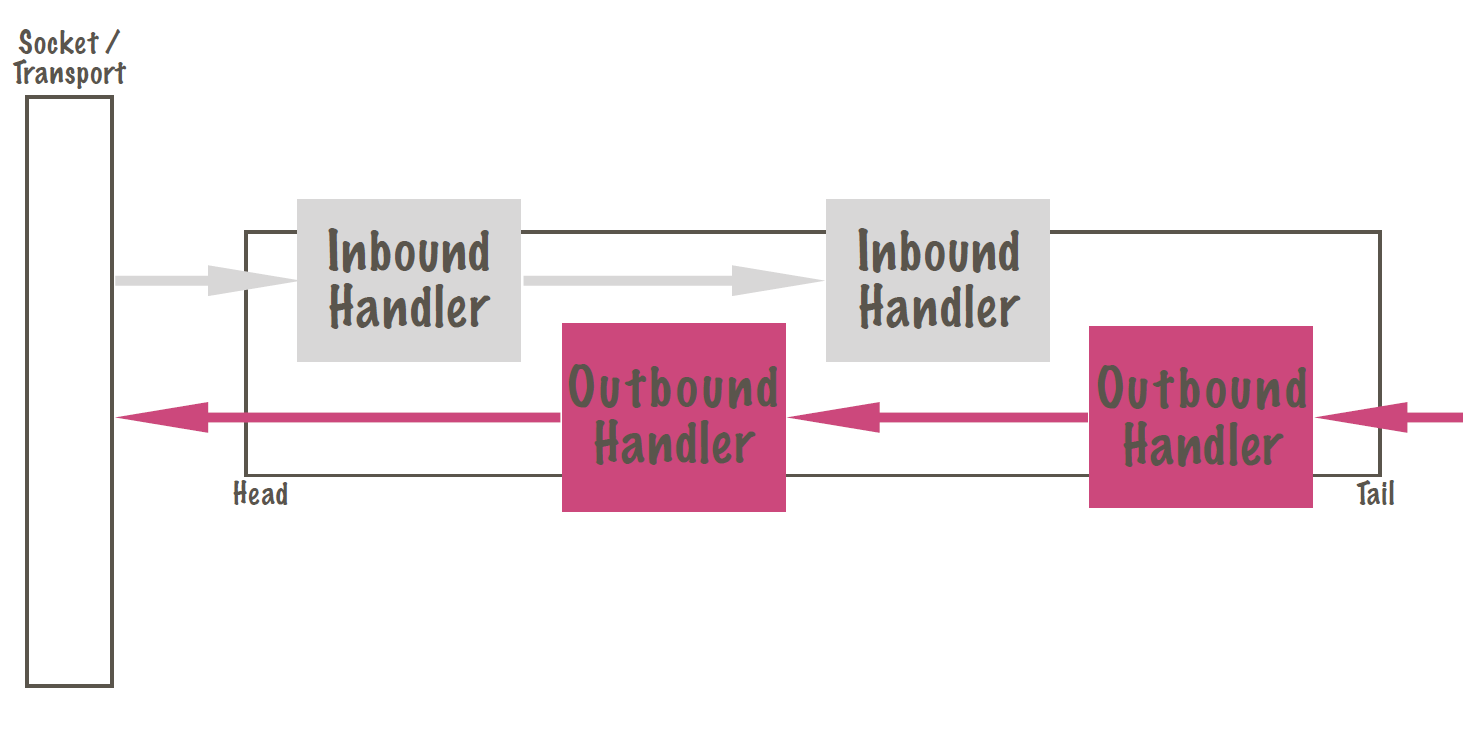 Socket /
Transport
Inbound
Handler
Inbound
Handler
Outbound
Handler
Outbound
Handler
Head
Tail